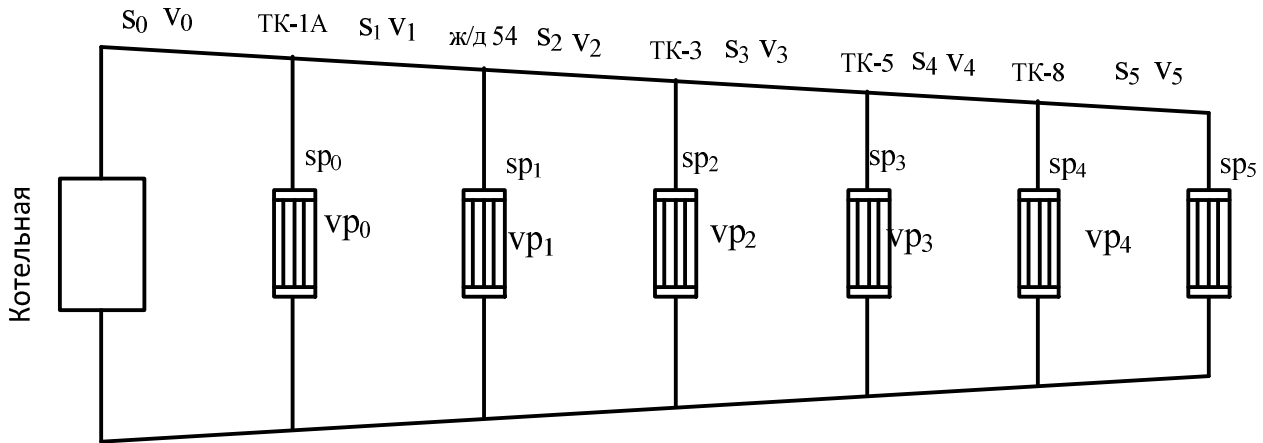 s₀ v₀ ТК-1А s₁ v₁ ж/д 54 s₂ v₂ ТК-3 s₃ v₃ ТК-5 s₄ v₄ ТК-8 s₅ v₅
sp₀ sp₁ sp₂ sp₃ sp₄ sp₅
vp₀ vp₁ vp₂ vp₃ vp₄
Котельная